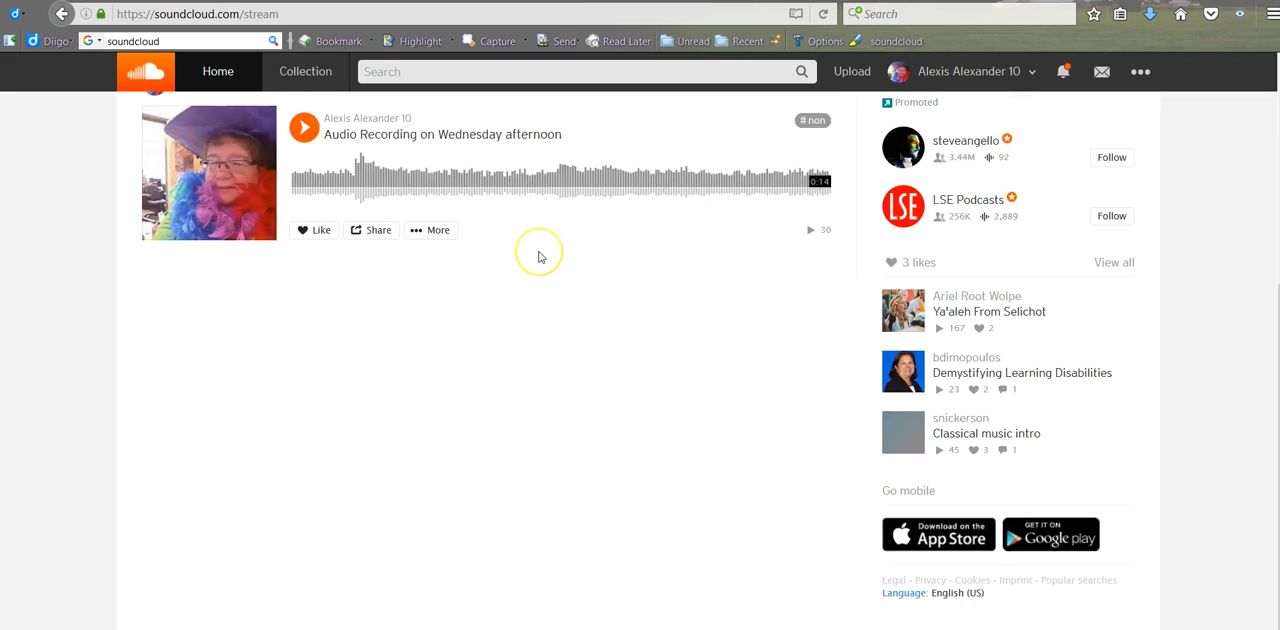 https://soundcloud.com/stream
Search
Diigo
soundcloud
Bookmark
Highlight
Capture
Send
Read Later
Unread
Recent
Options
soundcloud
Home
Collection
Search
Upload
Alexis Alexander 10
Alexis Alexander 10
Audio Recording on Wednesday afternoon
# non
0:14
Like
Share
More
30
Promoted
steveangello
3.44M 92
Follow
LSE
LSE Podcasts
256K 2,889
Follow
3 likes
View all
Ariel Root Wolpe
Ya'aleh From Selichot
167 2
bdimopoulos
Demystifying Learning Disabilities
23 2 1
snickerson
Classical music intro
45 3 1
Go mobile
Download on the
App Store
GET IT ON
Google play
Legal - Privacy - Cookies - Imprint - Popular searches
Language: English (US)